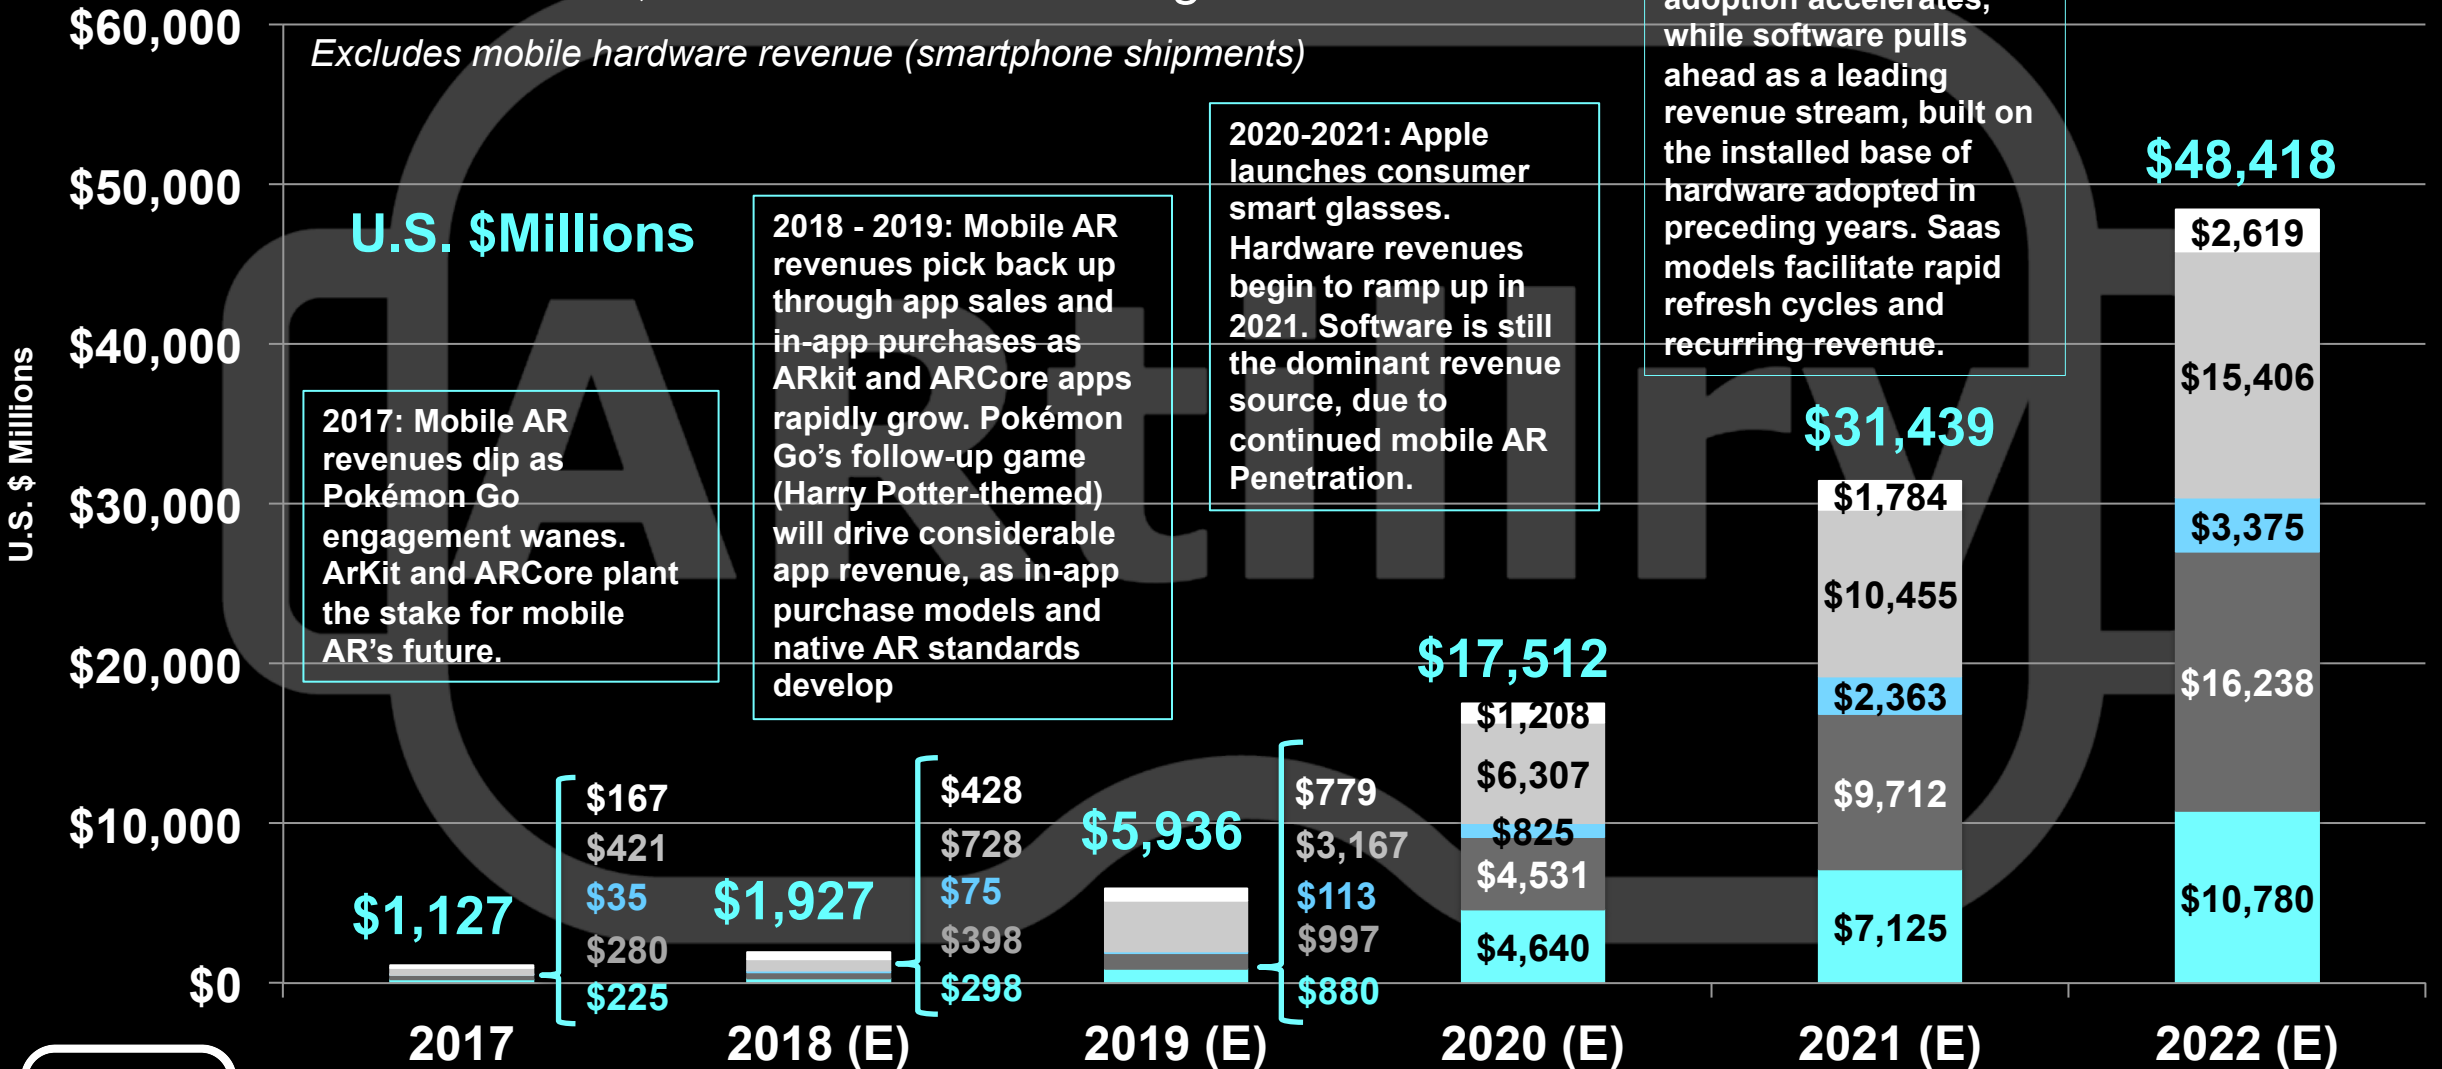 adoption accelerates,
$60,000
Excludes mobile hardware revenue (smartphone shipments)
while software pulls
ahead as a leading
revenue stream, built on
the installed base of
hardware adopted in
preceding years. Saas
models facilitate rapid
refresh cycles and
recurring revenue.
2020-2021: Apple
launches consumer
smart glasses.
Hardware revenues
begin to ramp up in
2021. Software is still
the dominant revenue
source, due to
continued mobile AR
Penetration.
$50,000
U.S. $Millions
2018 - 2019: Mobile AR
revenues pick back up
through app sales and
in-app purchases as
ARkit and ARCore apps
rapidly grow. Pokémon
Go’s follow-up game
(Harry Potter-themed)
will drive considerable
app revenue, as in-app
purchase models and
native AR standards
develop
2017: Mobile AR
revenues dip as
Pokémon Go
engagement wanes.
ArKit and ARCore plant
the stake for mobile
AR’s future.
ARtillry
$40,000
U.S. $ Millions
$30,000
$20,000
$10,000
$0
$1,127
$167
$421
$35
$280
$225
$1,927
$428
$728
$75
$398
$298
$5,936
$779
$3,167
$113
$997
$880
$17,512
$1,208
$6,307
$825
$4,531
$4,640
$31,439
$1,784
$10,455
$2,363
$9,712
$7,125
$48,418
$2,619
$15,406
$3,375
$16,238
$10,780
2017
2018 (E)
2019 (E)
2020 (E)
2021 (E)
2022 (E)